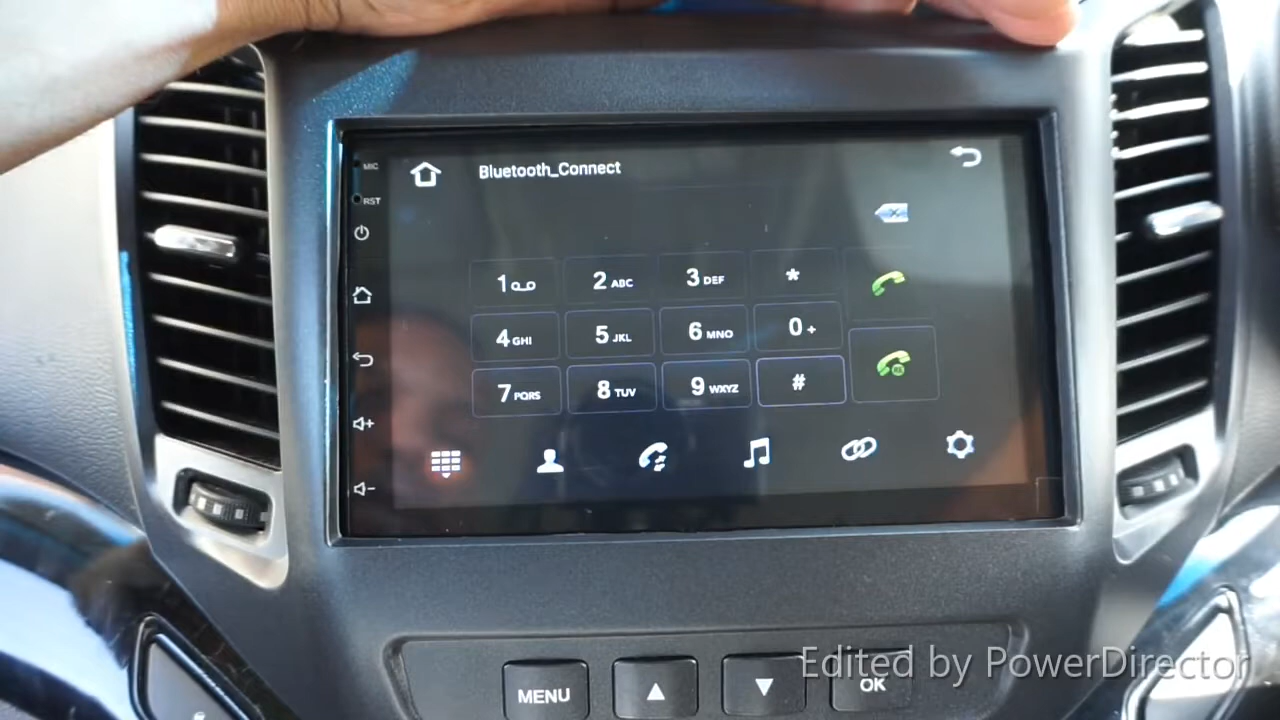 MIC
RST
Bluetooth_Connect
1
2 ABC
3 DEF
*
4 GHI
5 JKL
6 MNO
0 +
7 PQRS
8 TUV
9 WXYZ
#
MENU
OK
Edited by PowerDirector